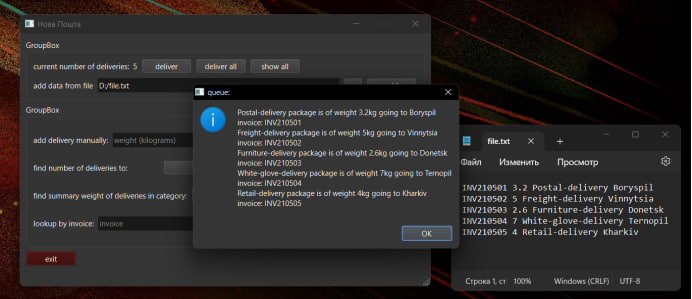 Нова Пошта
GroupBox
current number of deliveries: 5 deliver deliver all show all
add data from file D:/file.txt
GroupBox
add delivery manually: weight (kilograms)
find number of deliveries to:
find summary weight of deliveries in category:
lookup by invoice: invoice
exit
queue:
Postal-delivery package is of weight 3.2kg going to Boryspil
invoice: INV210501
Freight-delivery package is of weight 5kg going to Vinnytsia
invoice: INV210502
Furniture-delivery package is of weight 2.6kg going to Donetsk
invoice: INV210503
White-glove-delivery package is of weight 7kg going to Ternopil
invoice: INV210504
Retail-delivery package is of weight 4kg going to Kharkiv
invoice: INV210505
OK
file.txt
Файл Изменить Просмотр
INV210501 3.2 Postal-delivery Boryspil
INV210502 5 Freight-delivery Vinnytsia
INV210503 2.6 Furniture-delivery Donetsk
INV210504 7 White-glove-delivery Ternopil
INV210505 4 Retail-delivery Kharkiv
Строка 1, ст 100% Windows (CRLF) UTF-8